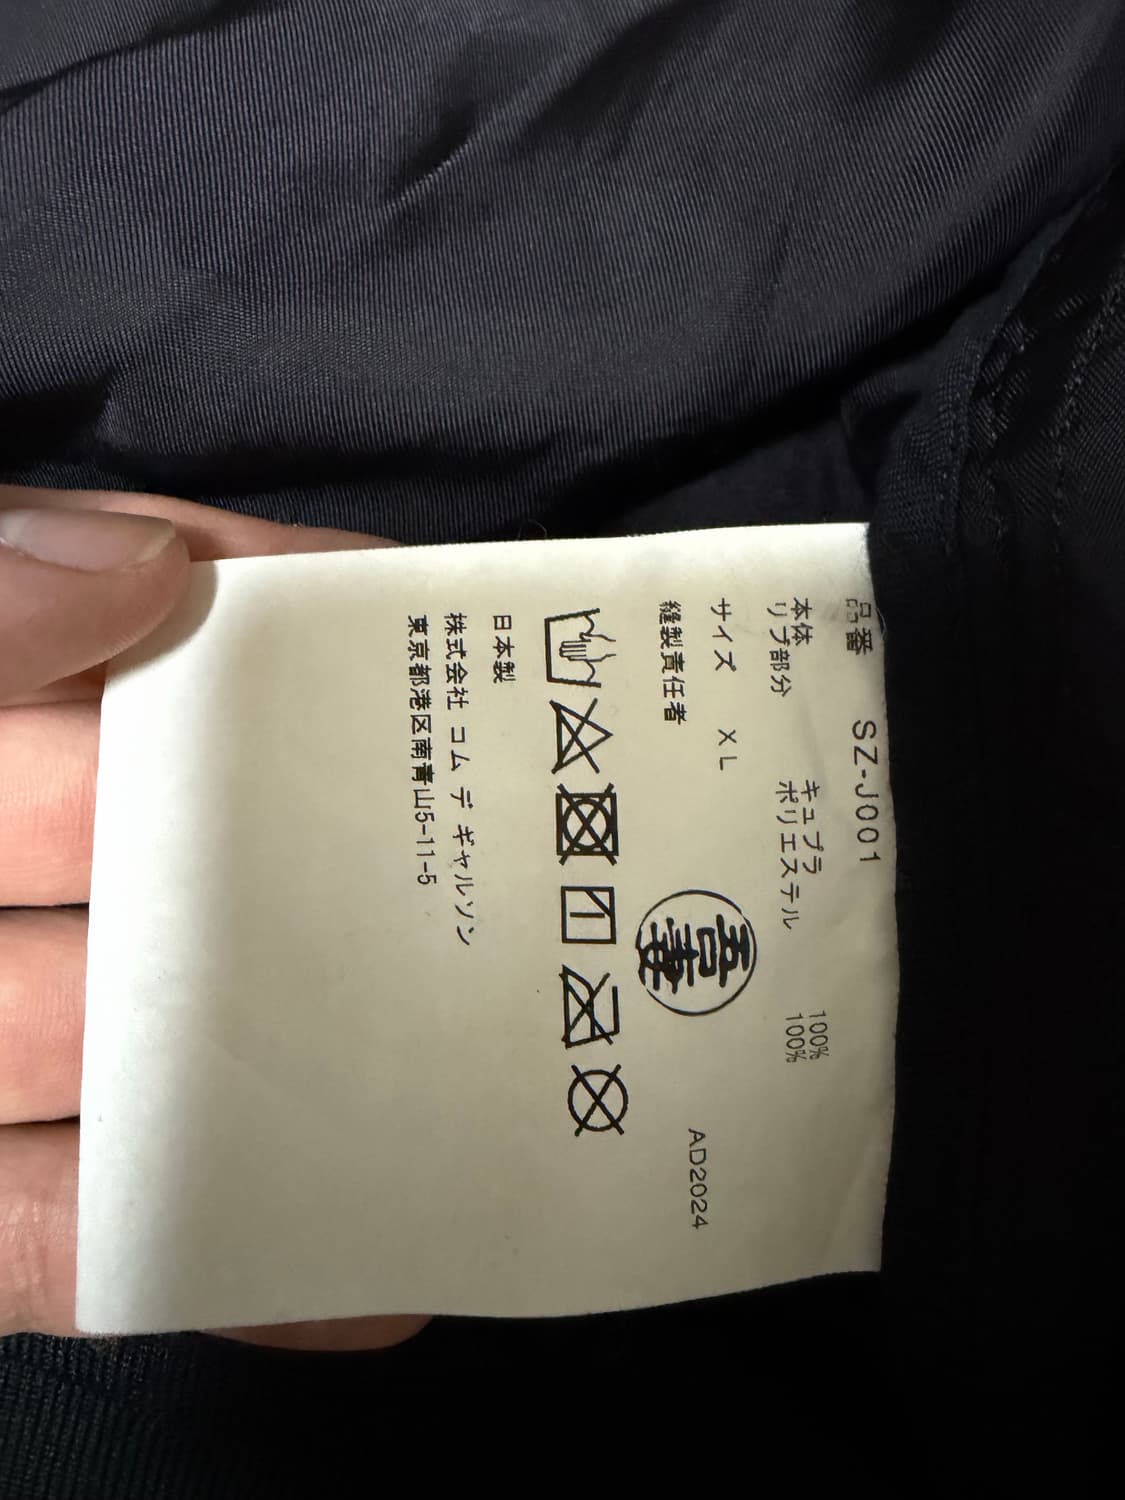 品番 SZ-J001
本体 キュプラ 100%
リブ部分 ポリエステル 100%
サイズ XL
縫製責任者 吾妻 AD2024
日本製
株式会社 コム デ ギャルソン
東京都港区南青山5-11-5